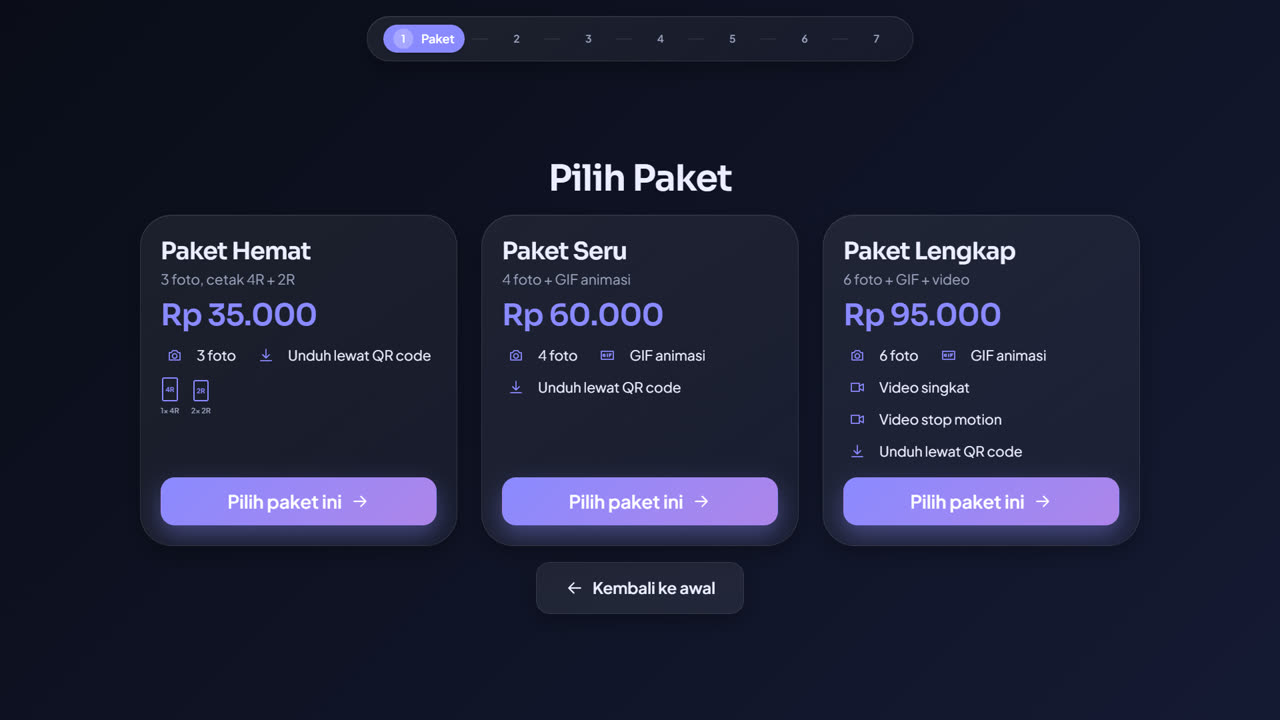 1 Paket 2 3 4 5 6 7
Pilih Paket
Paket Hemat
3 foto, cetak 4R + 2R
Rp 35.000
3 foto
Unduh lewat QR code
4R
2R
1x 4R
2x 2R
Pilih paket ini
Paket Seru
4 foto + GIF animasi
Rp 60.000
4 foto
GIF
GIF animasi
Unduh lewat QR code
Pilih paket ini
Paket Lengkap
6 foto + GIF + video
Rp 95.000
6 foto
GIF
GIF animasi
Video singkat
Video stop motion
Unduh lewat QR code
Pilih paket ini
Kembali ke awal